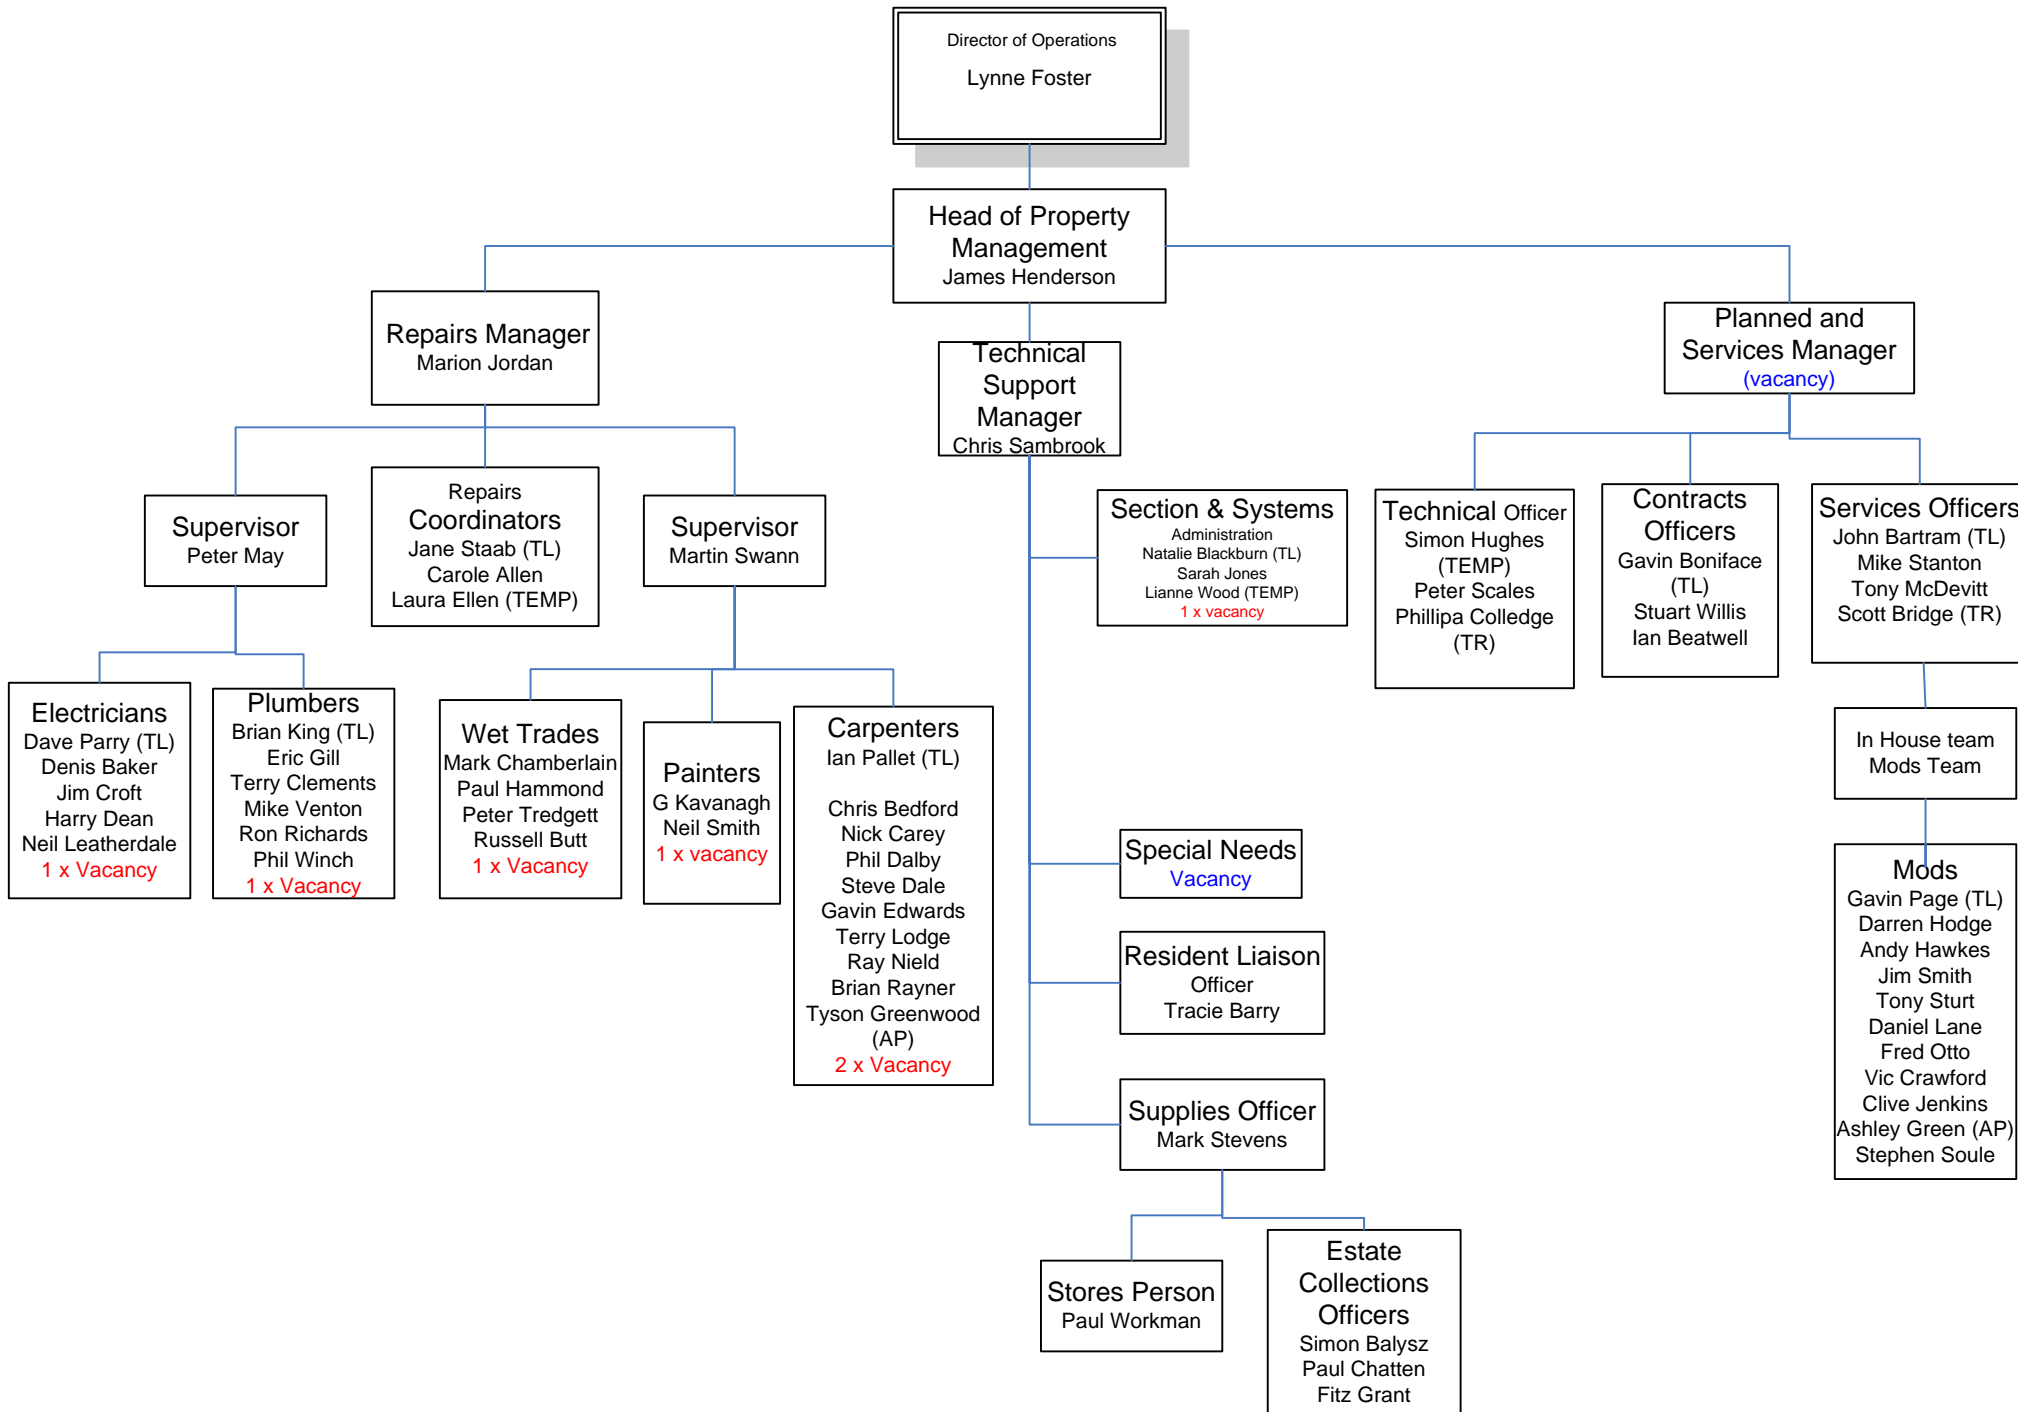 Director of Operations
Lynne Foster
Head of Property
Management
James Henderson
Repairs Manager
Marion Jordan
Technical
Support
Manager
Chris Sambrook
Planned and
Services Manager
(vacancy)
Supervisor
Peter May
Repairs
Coordinators
Jane Staab (TL)
Carole Allen
Laura Ellen (TEMP)
Supervisor
Martin Swann
Section & Systems
Administration
Natalie Blackburn (TL)
Sarah Jones
Lianne Wood (TEMP)
1 x vacancy
Technical Officer
Simon Hughes
(TEMP)
Peter Scales
Phillipa Colledge
(TR)
Contracts
Officers
Gavin Boniface
(TL)
Stuart Willis
Ian Beatwell
Services Officers
John Bartram (TL)
Mike Stanton
Tony McDevitt
Scott Bridge (TR)
Electricians
Dave Parry (TL)
Denis Baker
Jim Croft
Harry Dean
Neil Leatherdale
1 x Vacancy
Plumbers
Brian King (TL)
Eric Gill
Terry Clements
Mike Venton
Ron Richards
Phil Winch
1 x Vacancy
Wet Trades
Mark Chamberlain
Paul Hammond
Peter Tredgett
Russell Butt
1 x Vacancy
Painters
G Kavanagh
Neil Smith
1 x vacancy
Carpenters
Ian Pallet (TL)
Chris Bedford
Nick Carey
Phil Dalby
Steve Dale
Gavin Edwards
Terry Lodge
Ray Nield
Brian Rayner
Tyson Greenwood
(AP)
2 x Vacancy
In House team
Mods Team
Special Needs
Vacancy
Resident Liaison
Officer
Tracie Barry
Supplies Officer
Mark Stevens
Mods
Gavin Page (TL)
Darren Hodge
Andy Hawkes
Jim Smith
Tony Sturt
Daniel Lane
Fred Otto
Vic Crawford
Clive Jenkins
Ashley Green (AP)
Stephen Soule
Stores Person
Paul Workman
Estate
Collections
Officers
Simon Balysz
Paul Chatten
Fitz Grant